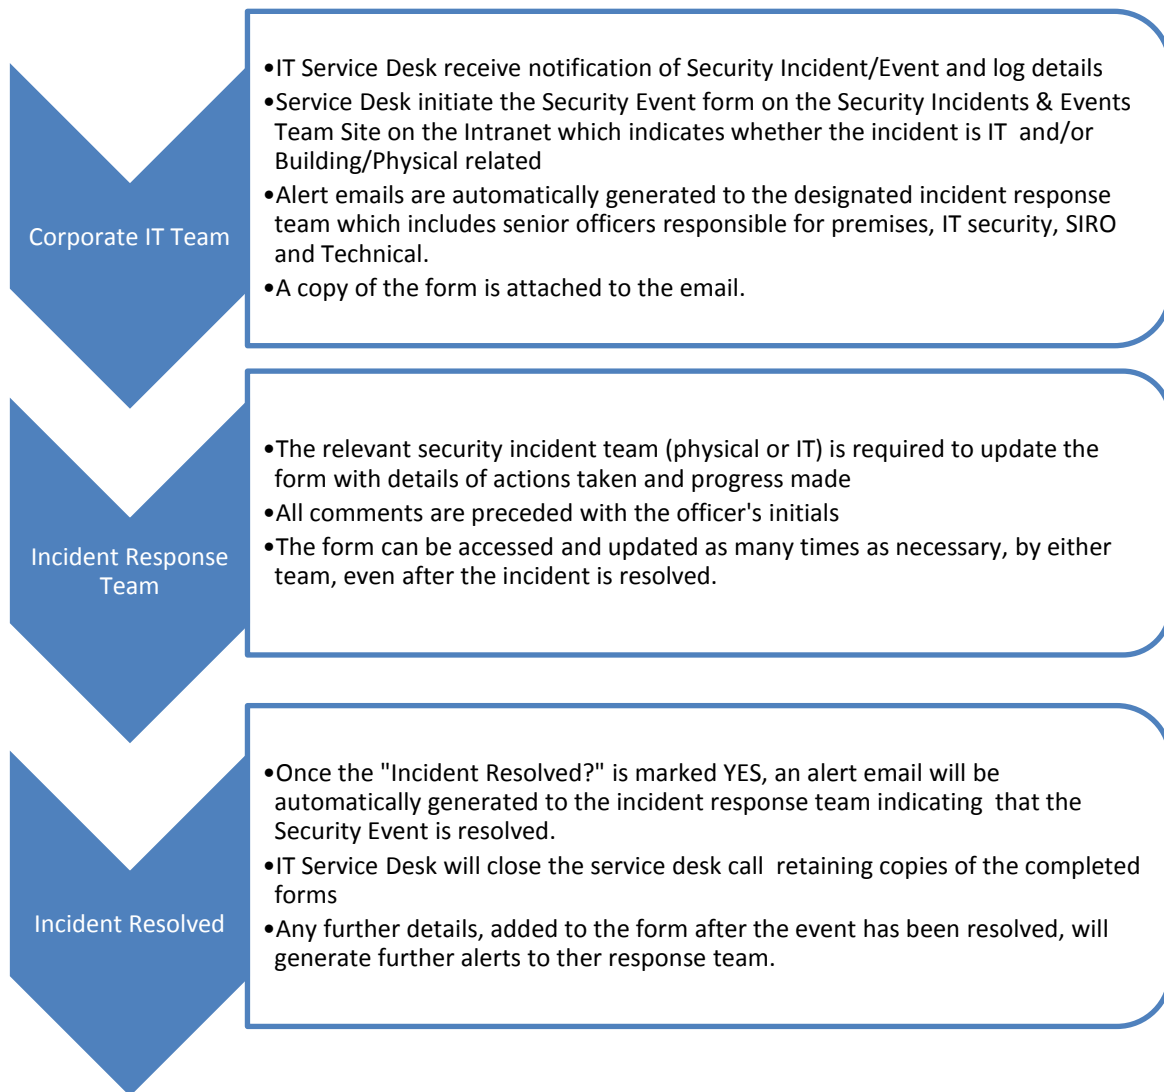 Corporate IT Team
•IT Service Desk receive notification of Security Incident/Event and log details
•Service Desk initiate the Security Event form on the Security Incidents & Events
Team Site on the Intranet which indicates whether the incident is IT  and/or
Building/Physical related
•Alert emails are automatically generated to the designated incident response
team which includes senior officers responsible for premises, IT security, SIRO
and Technical.
•A copy of the form is attached to the email.
Incident Response
Team
•The relevant security incident team (physical or IT) is required to update the
form with details of actions taken and progress made
•All comments are preceded with the officer's initials
•The form can be accessed and updated as many times as necessary, by either
team, even after the incident is resolved.
Incident Resolved
•Once the "Incident Resolved?" is marked YES, an alert email will be
automatically generated to the incident response team indicating  that the
Security Event is resolved.
•IT Service Desk will close the service desk call  retaining copies of the completed
forms
•Any further details, added to the form after the event has been resolved, will
generate further alerts to ther response team.